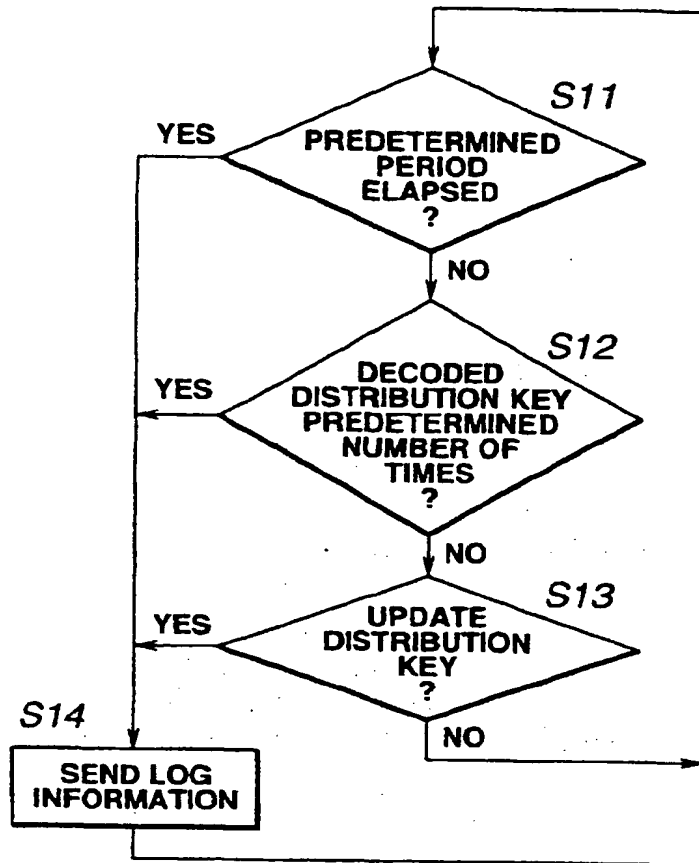 S11
YES
PREDETERMINED
PERIOD
ELAPSED
?
NO
S12
YES
DECODED
DISTRIBUTION KEY
PREDETERMINED
NUMBER OF
TIMES
?
NO
S13
YES
UPDATE
DISTRIBUTION
KEY
?
NO
S14
SEND LOG
INFORMATION